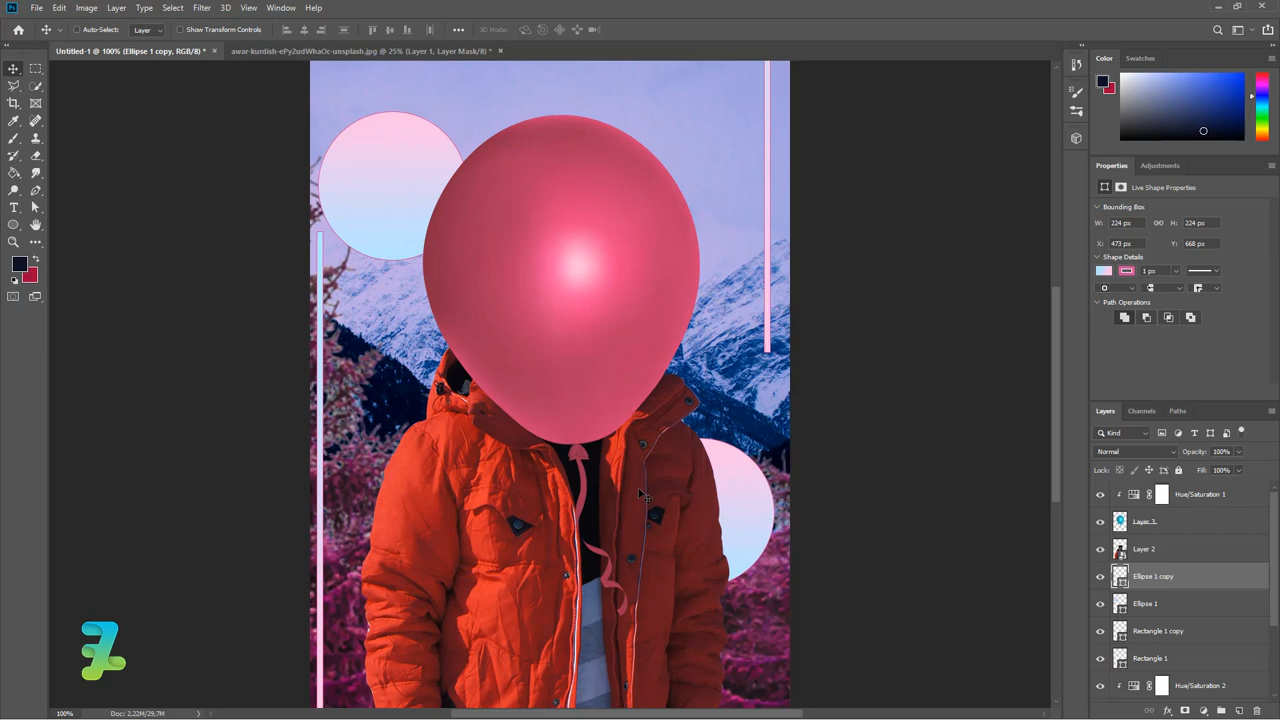 Ps File Edit Image Layer Type Select Filter 3D View Window Help
Auto-Select: Layer Show Transform Controls 3D Mode:
Untitled-1 @ 100% (Ellipse 1 copy, RGB/8) * × awar-kurdish-ePy2udWhaOc-unsplash.jpg @ 25% (Layer 1, Layer Mask/8) * ×
Color Swatches
Properties Adjustments
Live Shape Properties
Bounding Box
W: 224 px H: 224 px
X: 473 px Y: 668 px
Shape Details
1 px
Path Operations
Layers Channels Paths
Kind
Normal Opacity: 100%
Lock: Fill: 100%
Hue/Saturation 1
Layer 3
Layer 2
Ellipse 1 copy
Ellipse 1
Rectangle 1 copy
Rectangle 1
Hue/Saturation 2
100% Doc: 2,22M/29,7M